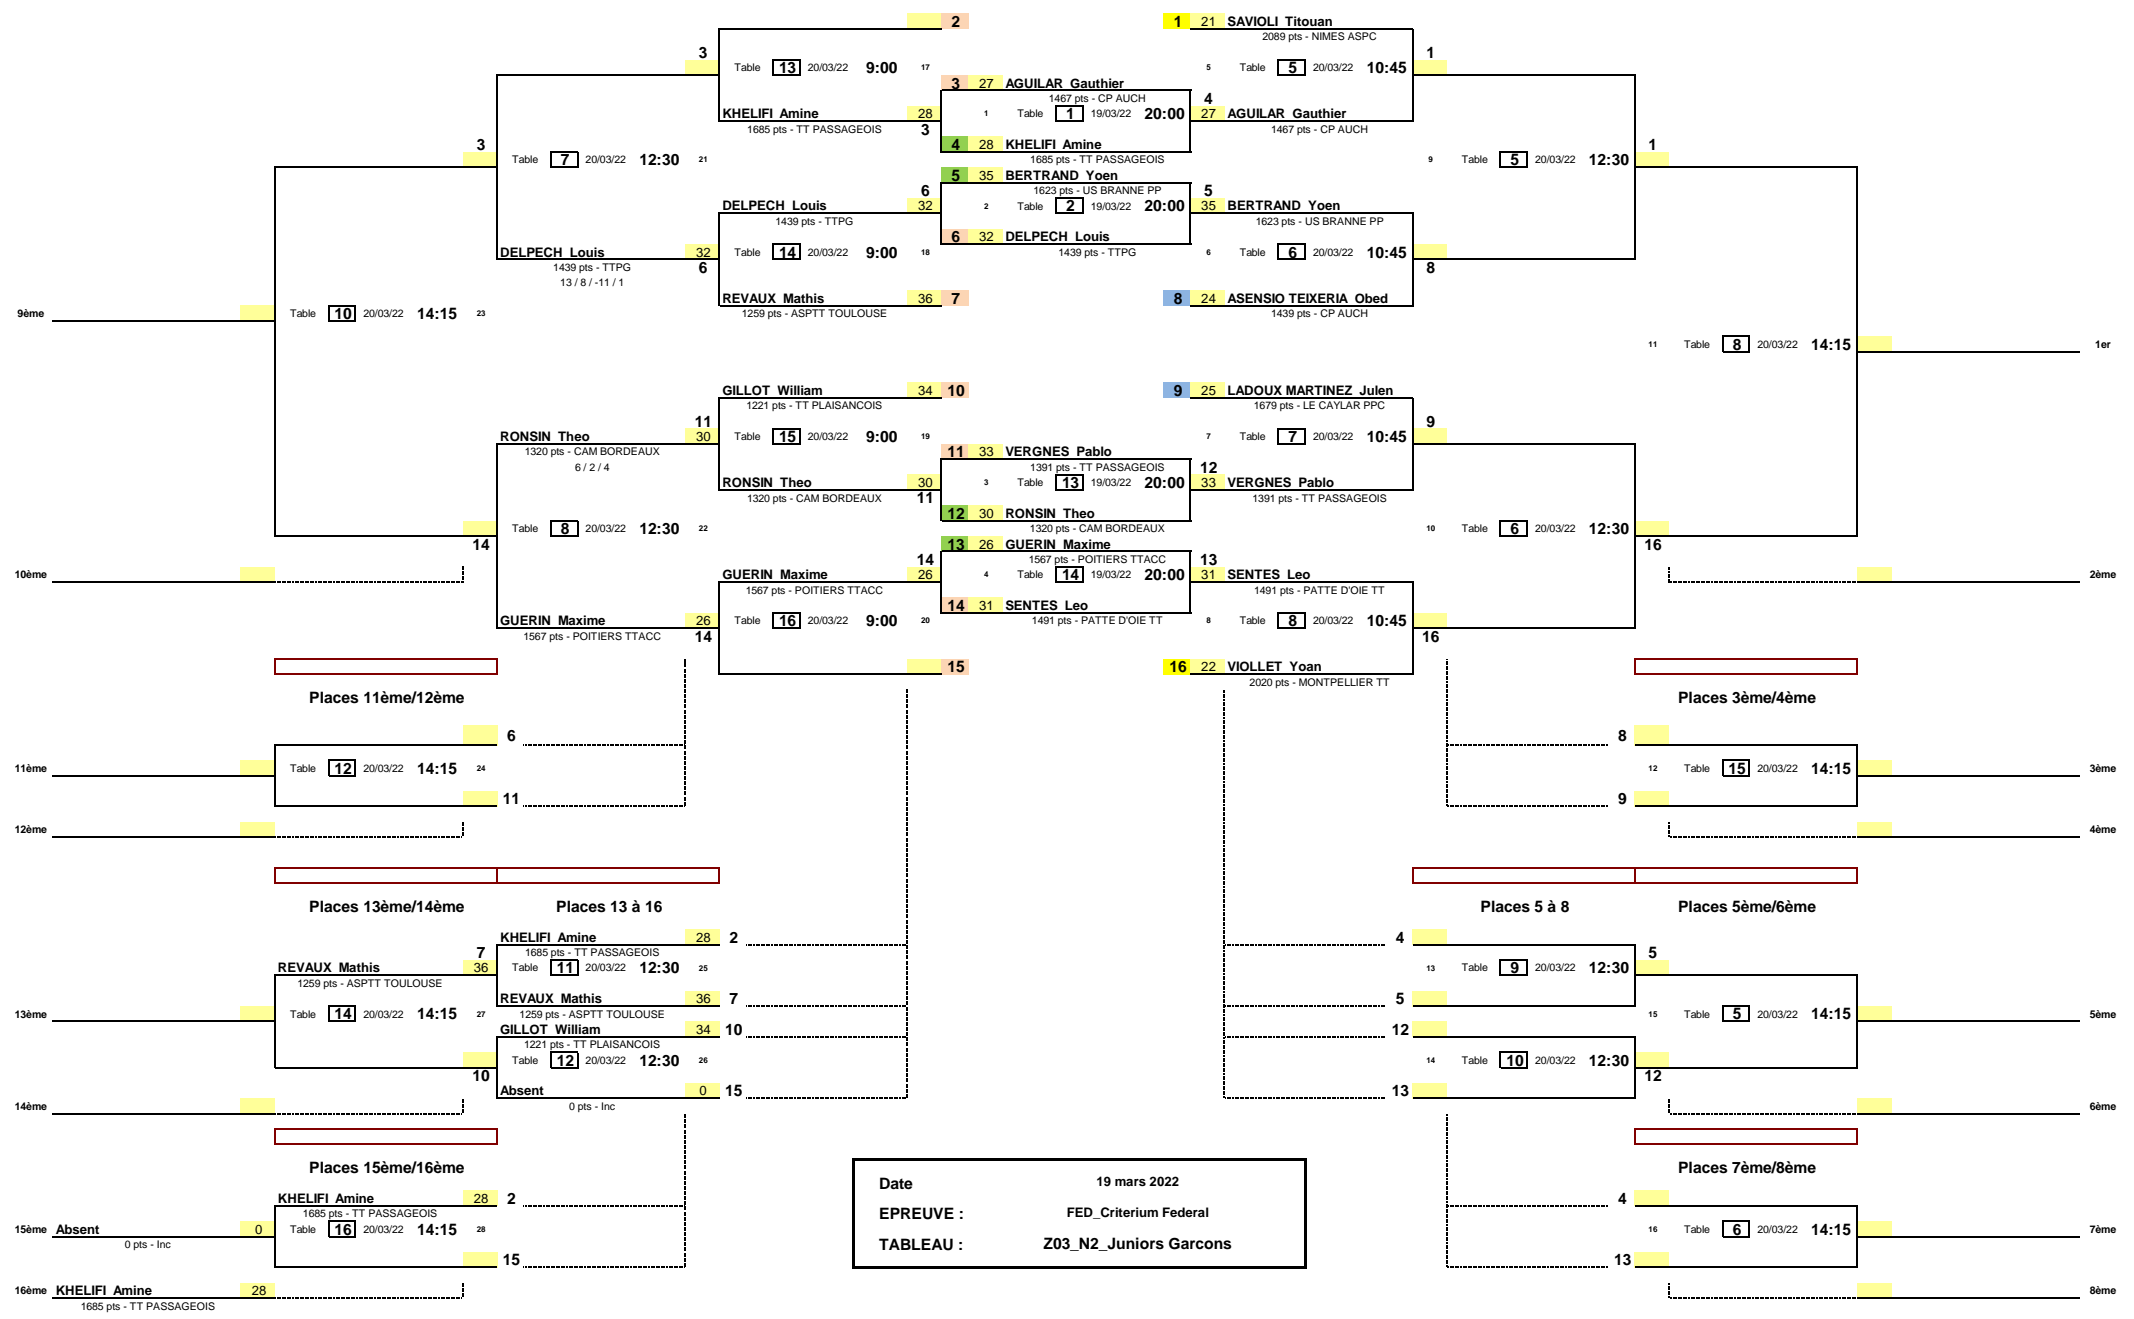 2
1 21 SAVIOLI Titouan
2089 pts - NIMES ASPC
3
1
Table 13 20/03/22 9:00 17
5 Table 5 20/03/22 10:45
3 27 AGUILAR Gauthier
1467 pts - CP AUCH
4
KHELIFI Amine 28
1685 pts - TT PASSAGEOIS
3
1 Table 1 19/03/22 20:00
27 AGUILAR Gauthier
1467 pts - CP AUCH
4 28 KHELIFI Amine
1685 pts - TT PASSAGEOIS
3
Table 7 20/03/22 12:30 21
9 Table 5 20/03/22 12:30
1
5 35 BERTRAND Yoen
1623 pts - US BRANNE PP
6
5
DELPECH Louis 32
1439 pts - TTPG
2 Table 2 19/03/22 20:00
35 BERTRAND Yoen
1623 pts - US BRANNE PP
6 32 DELPECH Louis
1439 pts - TTPG
DELPECH Louis 32
1439 pts - TTPG
6
13 / 8 / -11 / 1
Table 14 20/03/22 9:00 18
6 Table 6 20/03/22 10:45
8
REVAUX Mathis 36 7
1259 pts - ASPTT TOULOUSE
8 24 ASENSIO TEIXERIA Obed
1439 pts - CP AUCH
9ème
Table 10 20/03/22 14:15 23
11 Table 8 20/03/22 14:15
1er
GILLOT William 34 10
1221 pts - TT PLAISANCOIS
9 25 LADOUX MARTINEZ Julen
1679 pts - LE CAYLAR PPC
11
9
RONSIN Theo 30
1320 pts - CAM BORDEAUX
6 / 2 / 4
Table 15 20/03/22 9:00 19
7 Table 7 20/03/22 10:45
11 33 VERGNES Pablo
1391 pts - TT PASSAGEOIS
12
RONSIN Theo 30
1320 pts - CAM BORDEAUX
11
3 Table 13 19/03/22 20:00
33 VERGNES Pablo
1391 pts - TT PASSAGEOIS
12 30 RONSIN Theo
1320 pts - CAM BORDEAUX
14
Table 8 20/03/22 12:30 22
10 Table 6 20/03/22 12:30
16
13 26 GUERIN Maxime
1567 pts - POITIERS TTACC
14
13
10ème
GUERIN Maxime 26
1567 pts - POITIERS TTACC
4 Table 14 19/03/22 20:00
31 SENTES Leo
1491 pts - PATTE D'OIE TT
2ème
14 31 SENTES Leo
1491 pts - PATTE D'OIE TT
GUERIN Maxime 26
1567 pts - POITIERS TTACC
14
Table 16 20/03/22 9:00 20
8 Table 8 20/03/22 10:45
16
15
16 22 VIOLLET Yoan
2020 pts - MONTPELLIER TT
Places 11ème/12ème
Places 3ème/4ème
6
8
11ème
Table 12 20/03/22 14:15 24
12 Table 15 20/03/22 14:15
3ème
11
9
12ème
4ème
Places 13ème/14ème
Places 13 à 16
Places 5 à 8
Places 5ème/6ème
KHELIFI Amine 28 2
1685 pts - TT PASSAGEOIS
4
7
5
REVAUX Mathis 36
1259 pts - ASPTT TOULOUSE
Table 11 20/03/22 12:30 25
13 Table 9 20/03/22 12:30
REVAUX Mathis 36 7
1259 pts - ASPTT TOULOUSE
5
13ème
Table 14 20/03/22 14:15 27
15 Table 5 20/03/22 14:15
5ème
GILLOT William 34 10
1221 pts - TT PLAISANCOIS
12
Table 12 20/03/22 12:30 26
14 Table 10 20/03/22 12:30
10
12
Absent 0 15
0 pts - Inc
13
14ème
6ème
Places 15ème/16ème
Places 7ème/8ème
Date 19 mars 2022
EPREUVE : FED_Criterium Federal
TABLEAU : Z03_N2_Juniors Garcons
KHELIFI Amine 28 2
1685 pts - TT PASSAGEOIS
4
15ème Absent 0
0 pts - Inc
Table 16 20/03/22 14:15 28
16 Table 6 20/03/22 14:15
7ème
15
13
16ème KHELIFI Amine 28
1685 pts - TT PASSAGEOIS
8ème